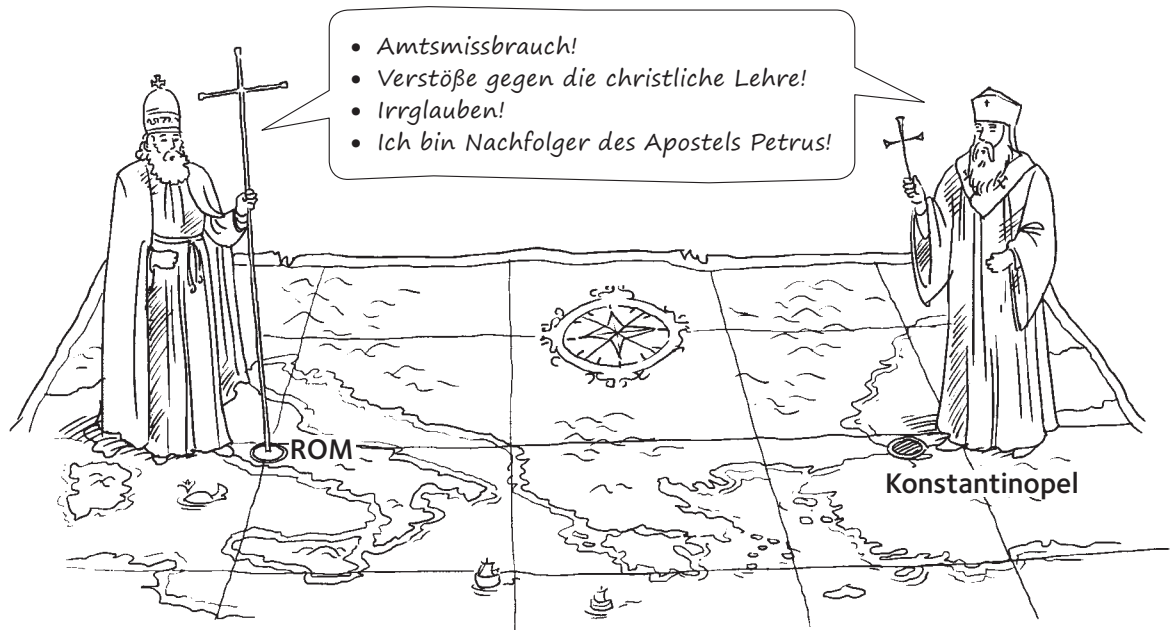 • Amtsmissbrauch!
• Verstöße gegen die christliche Lehre!
• Irrglauben!
• Ich bin Nachfolger des Apostels Petrus!
ROM
Konstantinopel